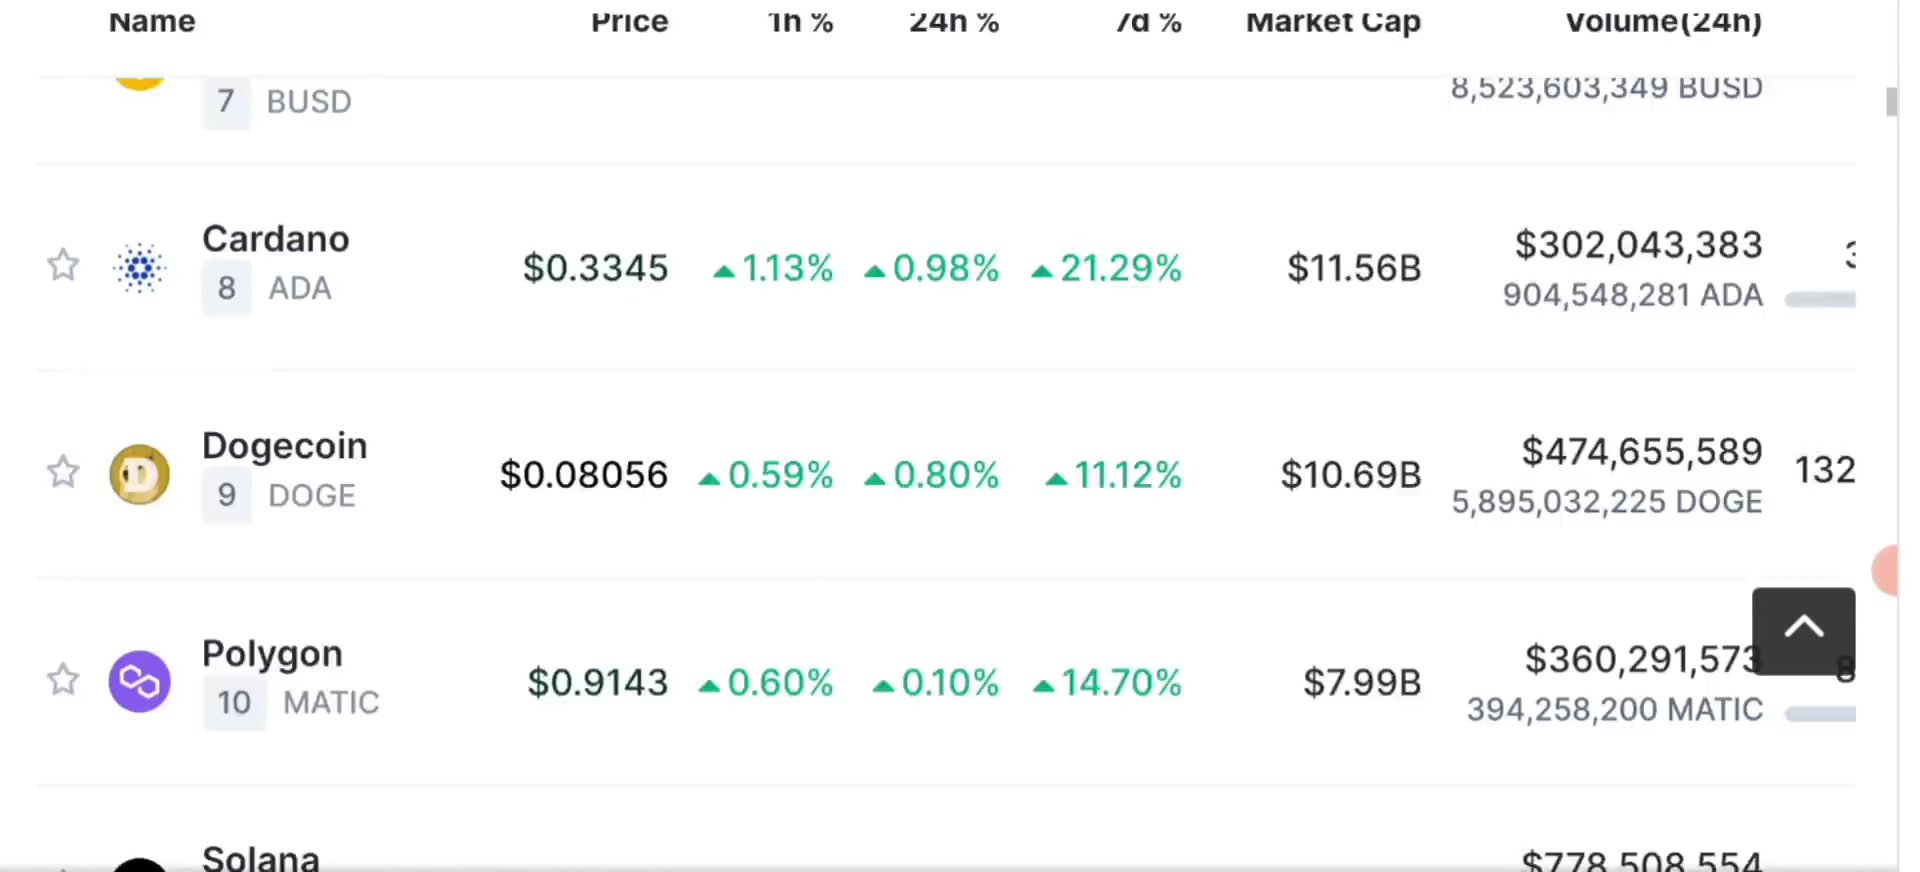 Name Price 1h % 24h % 7d % Market Cap Volume(24h)
7 BUSD 8,523,603,349 BUSD
Cardano
8 ADA
$0.3345 1.13% 0.98% 21.29% $11.56B
$302,043,383
904,548,281 ADA
Dogecoin
9 DOGE
$0.08056 0.59% 0.80% 11.12% $10.69B
$474,655,589
5,895,032,225 DOGE
132
Polygon
10 MATIC
$0.9143 0.60% 0.10% 14.70% $7.99B
$360,291,573
394,258,200 MATIC
8
Solana $778,508,554